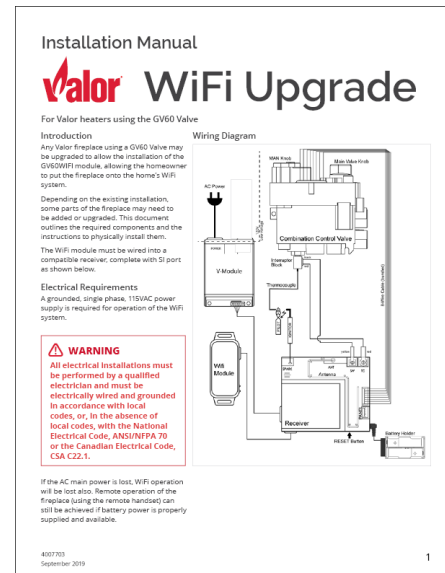 Installation Manual
Valor WiFi Upgrade
For Valor heaters using the GV60 Valve
Introduction
Any Valor fireplace using a GV60 Valve may
be upgraded to allow the installation of the
GV60WIFI module, allowing the homeowner
to put the fireplace onto the home's WiFi
system.
Depending on the existing installation,
some parts of the fireplace may need to
be added or upgraded. This document
outlines the required components and the
instructions to physically install them.
The WiFi module must be wired into a
compatible receiver, complete with SI port
as shown below.
Electrical Requirements
A grounded, single phase, 115VAC power
supply is required for operation of the WiFi
system.
WARNING
All electrical installations must
be performed by a qualified
electrician and must be
electrically wired and grounded
in accordance with local
codes, or, in the absence of
local codes, with the National
Electrical Code, ANSI/NFPA 70
or the Canadian Electrical Code,
CSA C22.1.
If the AC main power is lost, WiFi operation
will be lost also. Remote operation of the
fireplace (using the remote handset) can
still be achieved if battery power is properly
supplied and available.
Wiring Diagram
MAN Knob
Main Valve Knob
AC Power
Combination Control Valve
Interruptor
Block
V-Module
Thermocouple
Wifi
Module
Antenna
Receiver
RESET Button
Battery Holder
4007703
September 2019
1